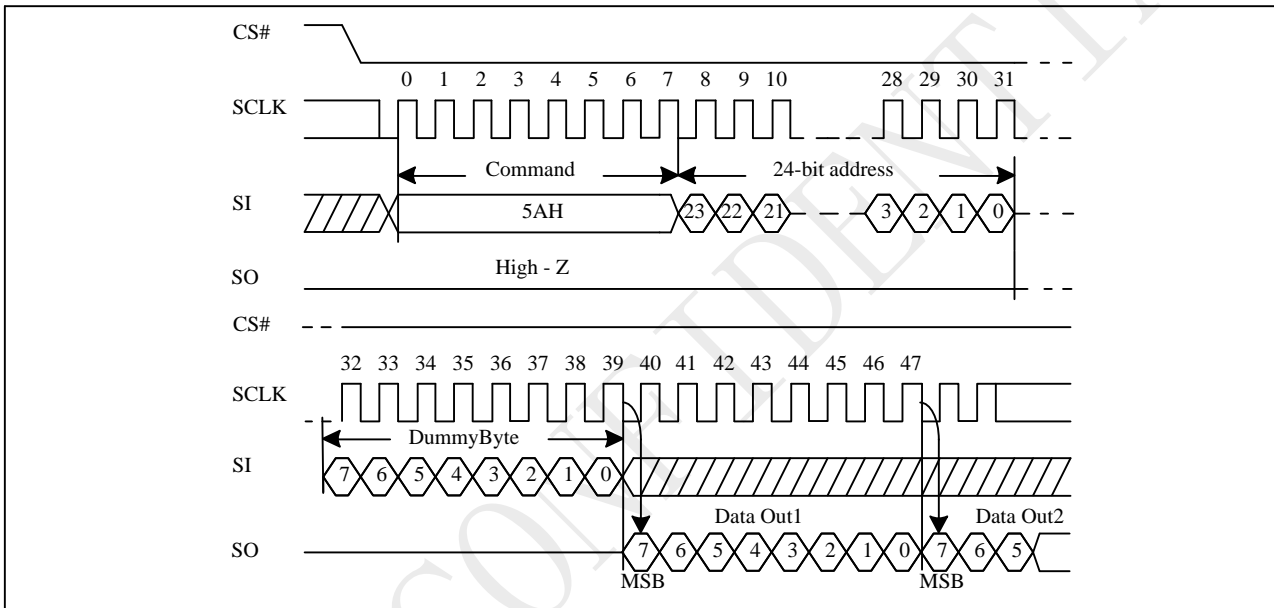 CS#
0 1 2 3 4 5 6 7 8 9 10 28 29 30 31
SCLK
Command 24-bit address
SI 5AH 23 22 21 3 2 1 0
High - Z
SO
CS#
32 33 34 35 36 37 38 39 40 41 42 43 44 45 46 47
SCLK
DummyByte
SI 7 6 5 4 3 2 1 0
Data Out1 Data Out2
SO 7 6 5 4 3 2 1 0 7 6 5
MSB MSB